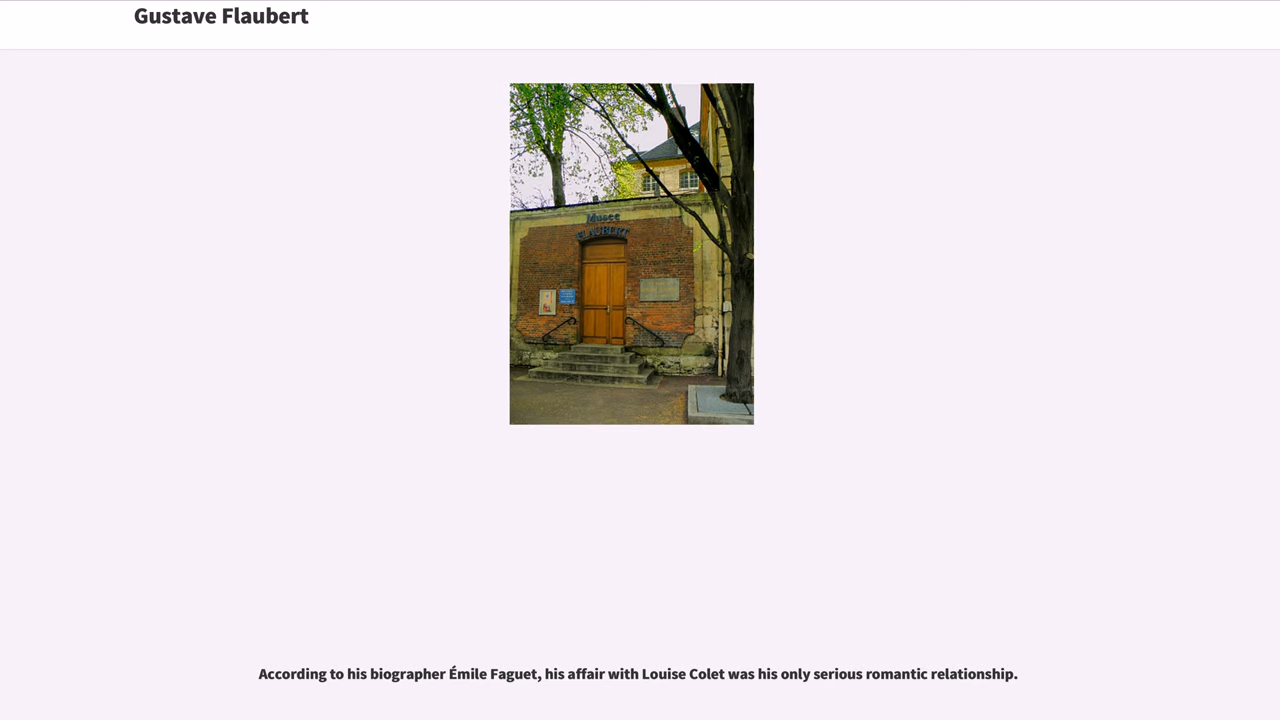 Gustave Flaubert
Musée
FLAUBERT
According to his biographer Émile Faguet, his affair with Louise Colet was his only serious romantic relationship.